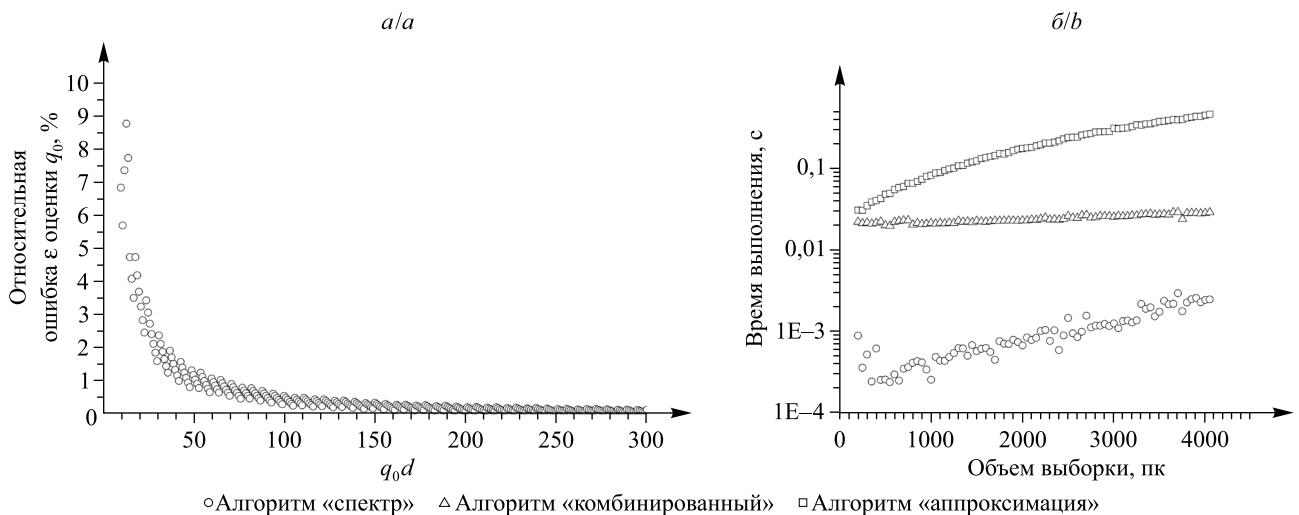 а/a
б/b
Относительная
ошибка ε оценки q₀, %
10
9
8
7
6
5
4
3
2
1
0
50
100
150
200
250
300
q₀d
Время выполнения, с
0,1
0,01
1E–3
1E–4
0
1000
2000
3000
4000
Объем выборки, пк
Алгоритм «спектр»
Алгоритм «комбинированный»
Алгоритм «аппроксимация»